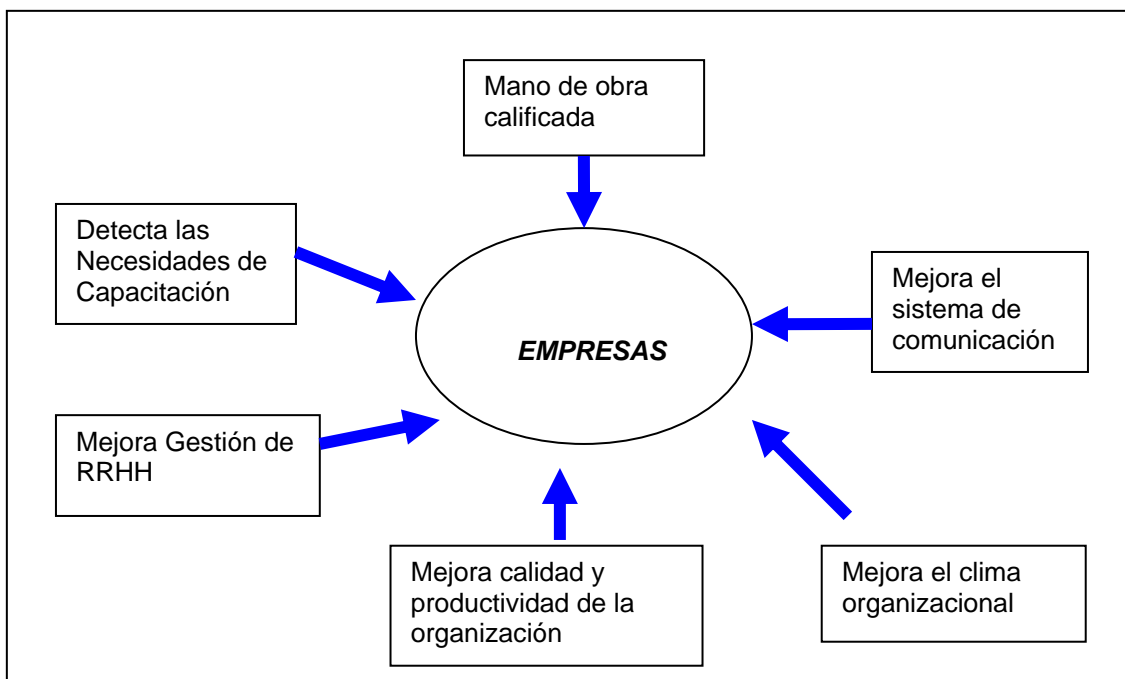 Mano de obra
calificada
Detecta las
Necesidades de
Capacitación
Mejora el
sistema de
comunicación
EMPRESAS
Mejora Gestión de
RRHH
Mejora calidad y
productividad de la
organización
Mejora el clima
organizacional